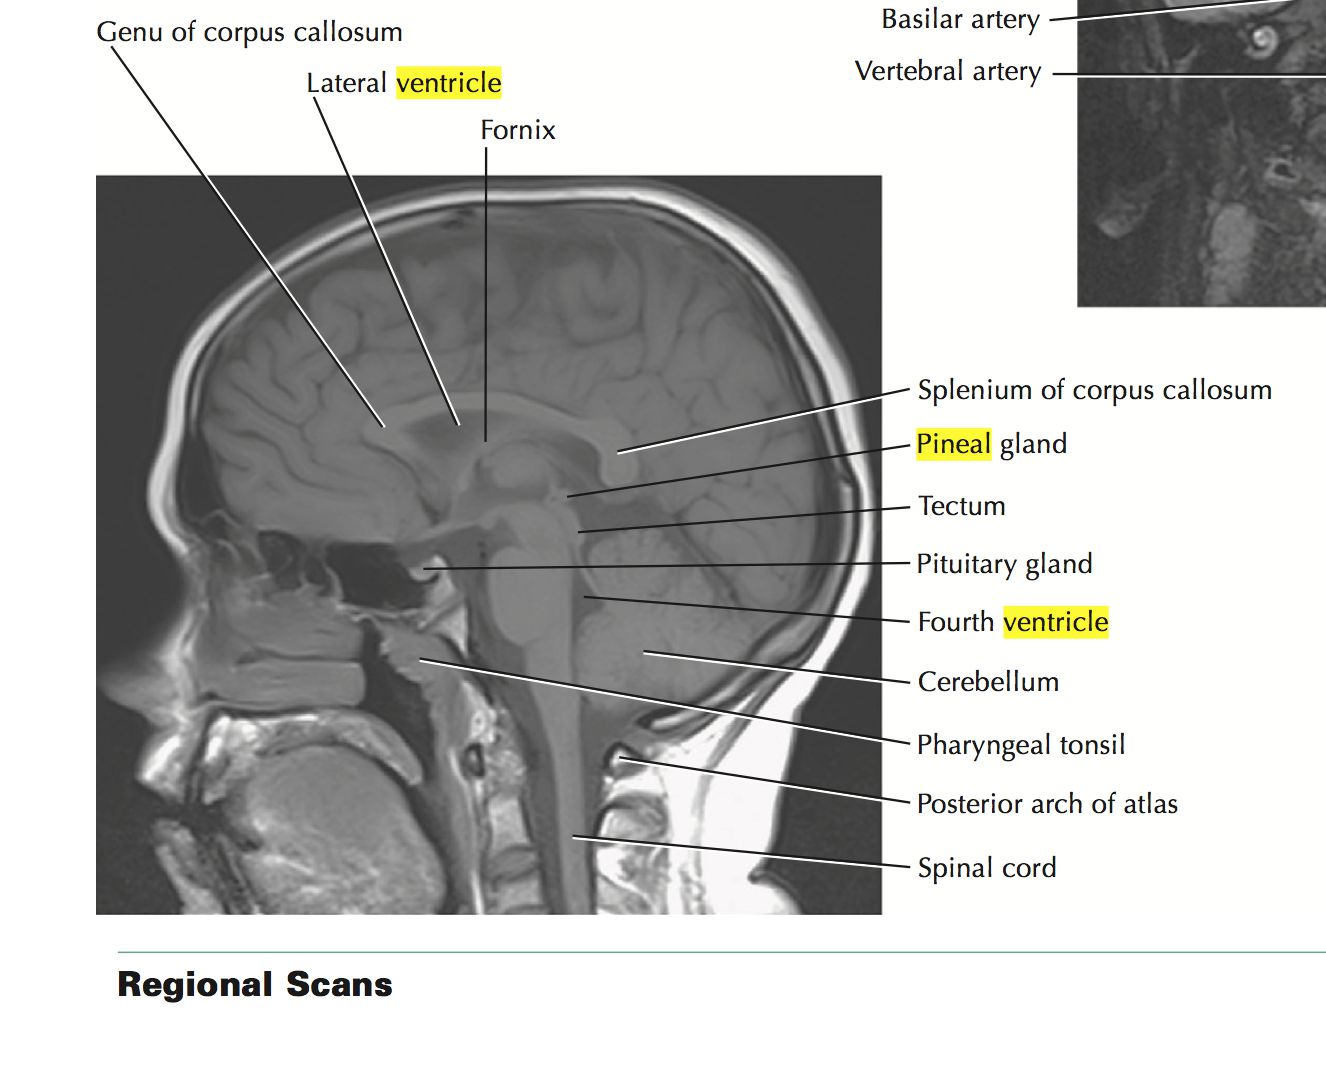 Genu of corpus callosum
Lateral ventricle
Fornix
Basilar artery
Vertebral artery
Splenium of corpus callosum
Pineal gland
Tectum
Pituitary gland
Fourth ventricle
Cerebellum
Pharyngeal tonsil
Posterior arch of atlas
Spinal cord
Regional Scans